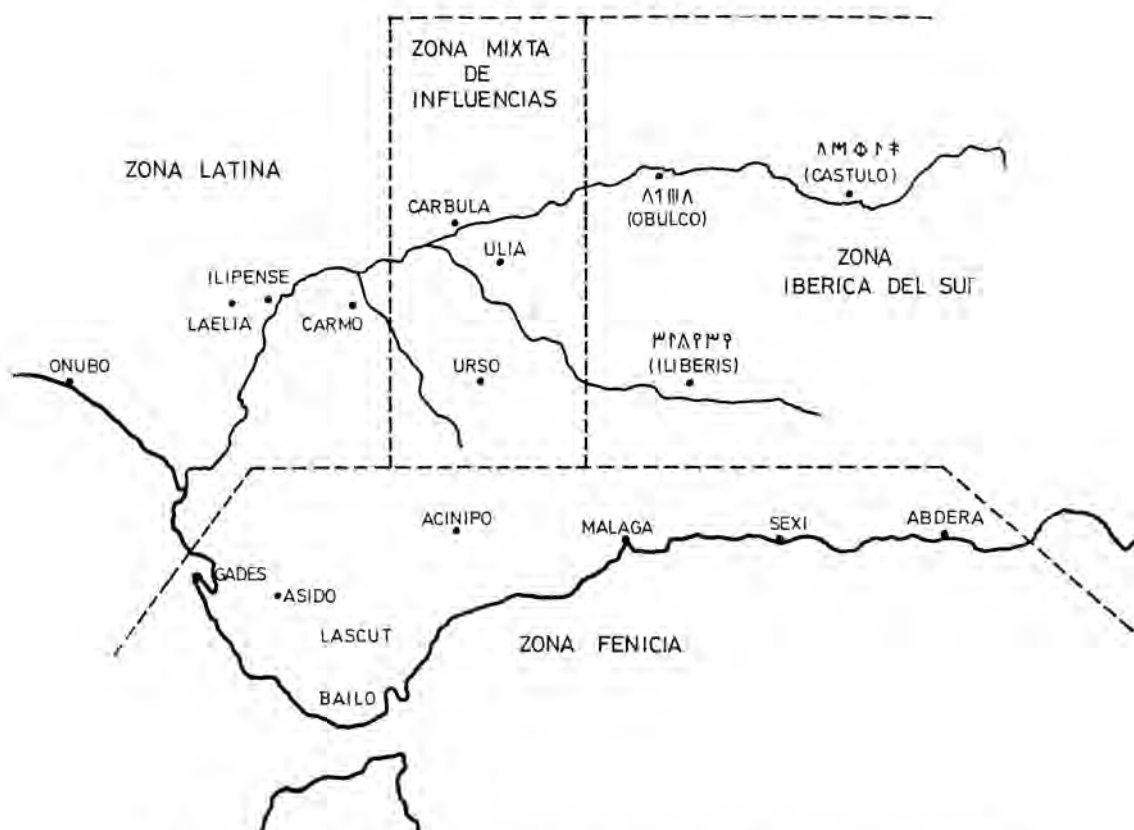 ZONA MIXTA
DE
INFLUENCIAS
ZONA LATINA
(CASTULO)
(OBULCO)
CARBULA
ULIA
ZONA
IBERICA DEL SUR
ILIPENSE
LAELIA
CARMO
ONUBO
URSO
(ILIBERIS)
ACINIPO
MALAGA
SEXI
ABDERA
GADES
ASIDO
LASCUT
ZONA FENICIA
BAILO